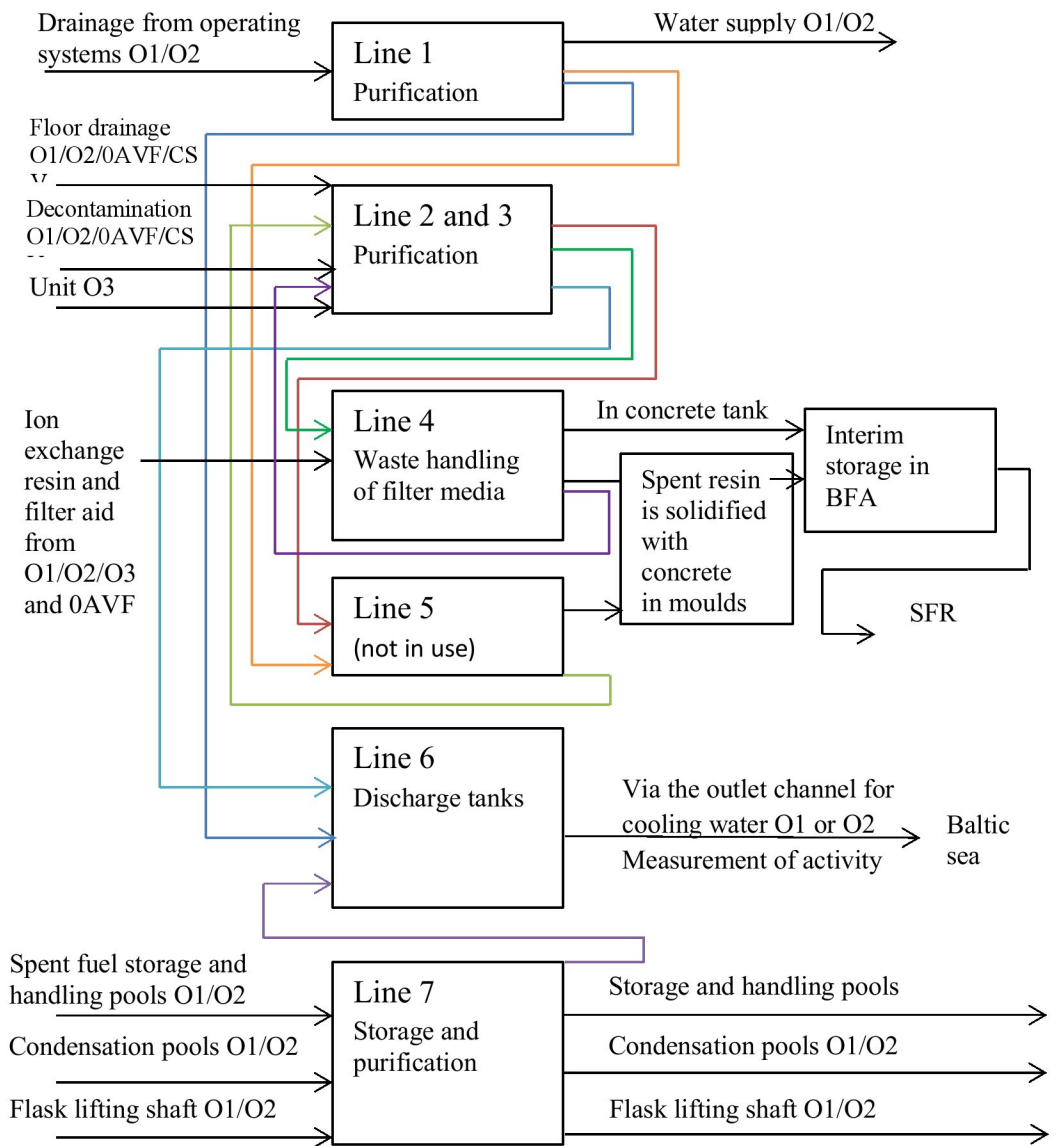 Drainage from operating
systems O1/O2
Line 1
Purification
Water supply O1/O2
Floor drainage
O1/O2/0AVF/CS
Decontamination
O1/O2/0AVF/CS
Unit O3
Line 2 and 3
Purification
Ion
exchange
resin and
filter aid
from
O1/O2/O3
and 0AVF
Line 4
Waste handling
of filter media
In concrete tank
Spent resin
is solidified
with
concrete
in moulds
Interim
storage in
BFA
SFR
Line 5
(not in use)
Line 6
Discharge tanks
Via the outlet channel for
cooling water O1 or O2
Measurement of activity
Baltic
sea
Spent fuel storage and
handling pools O1/O2
Condensation pools O1/O2
Flask lifting shaft O1/O2
Line 7
Storage and
purification
Storage and handling pools
Condensation pools O1/O2
Flask lifting shaft O1/O2